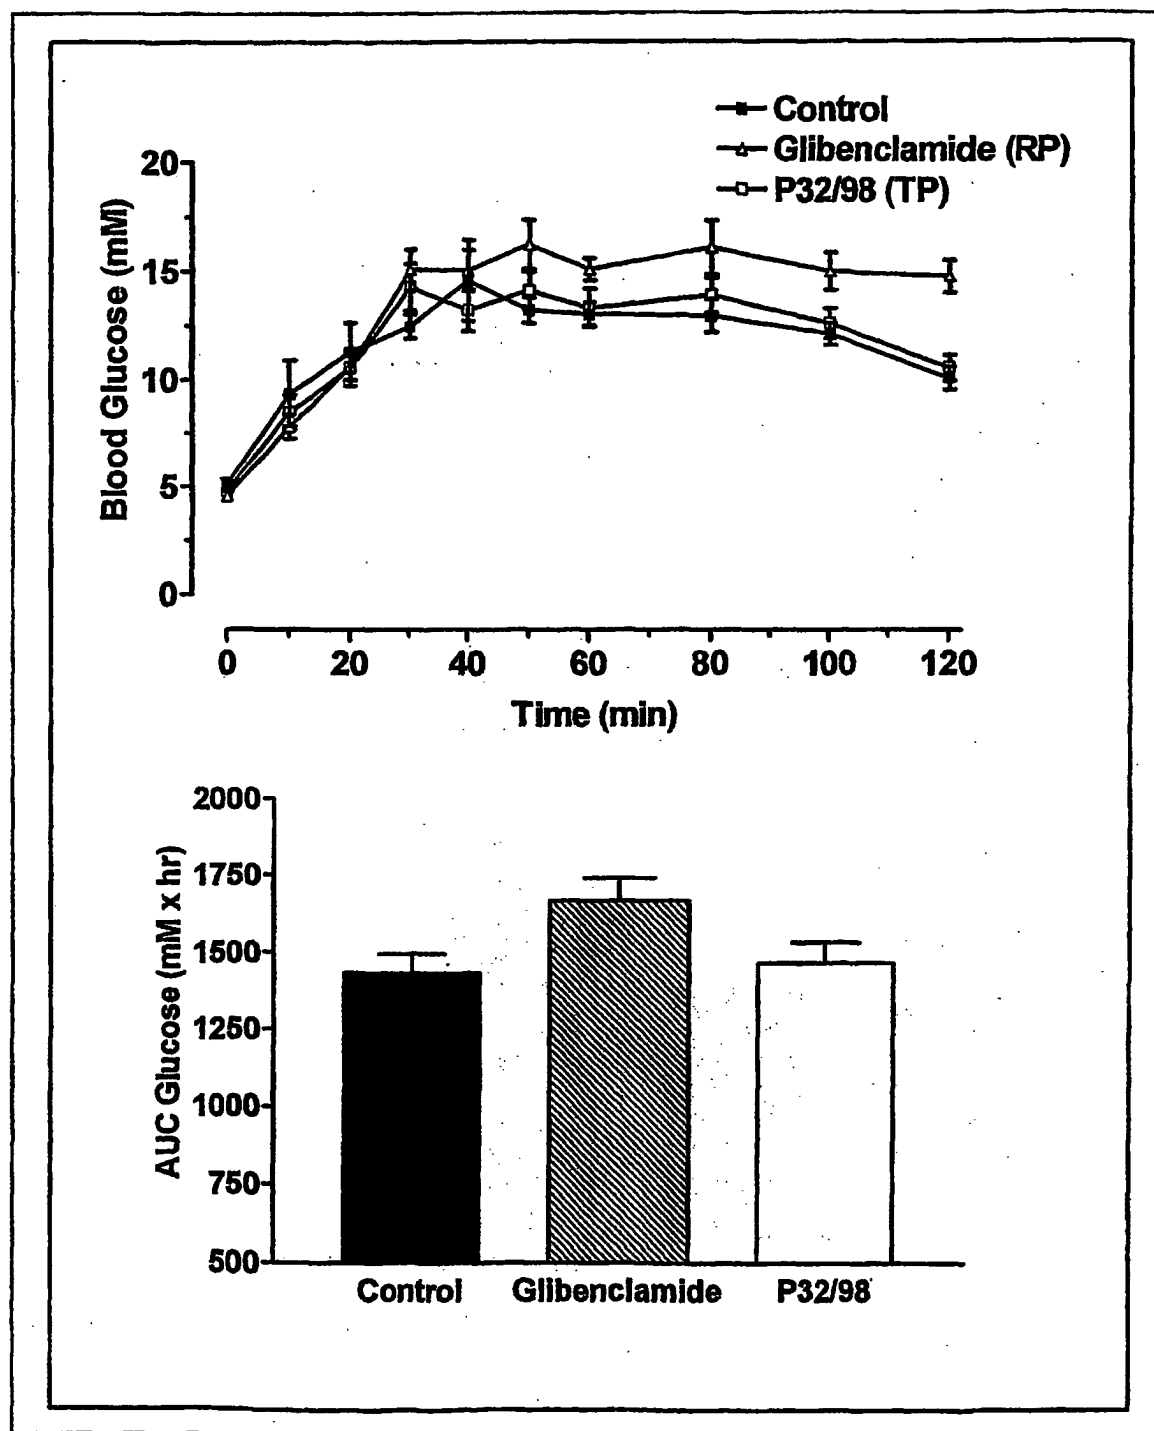 Control
Glibenclamide (RP)
P32/98 (TP)
20
15
10
5
0
Blood Glucose (mM)
0 20 40 60 80 100 120
Time (min)
2000
1750
1500
1250
1000
750
500
AUC Glucose (mM x hr)
Control Glibenclamide P32/98